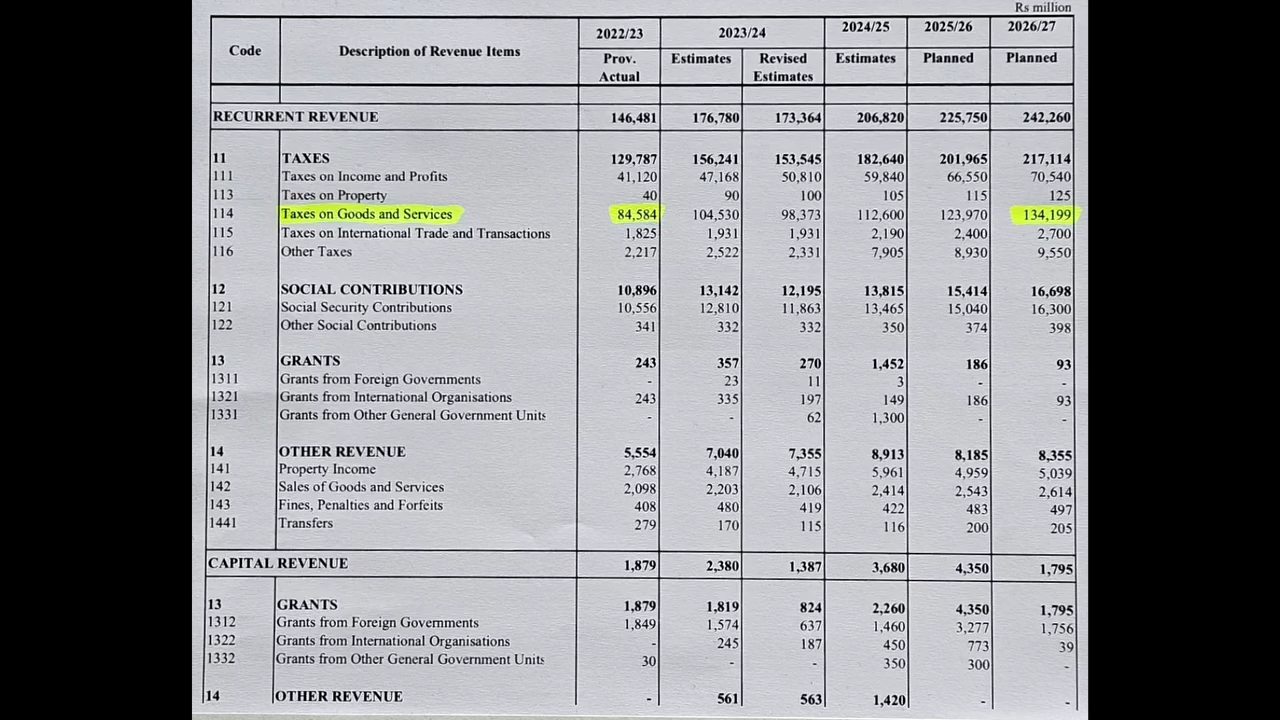 Rs million
Code Description of Revenue Items 2022/23 2023/24 2024/25 2025/26 2026/27
Prov. Actual Estimates Revised Estimates Estimates Planned Planned
RECURRENT REVENUE 146,481 176,780 173,364 206,820 225,750 242,260
11 TAXES 129,787 156,241 153,545 182,640 201,965 217,114
111 Taxes on Income and Profits 41,120 47,168 50,810 59,840 66,550 70,540
113 Taxes on Property 40 90 100 105 115 125
114 Taxes on Goods and Services 84,584 104,530 98,373 112,600 123,970 134,199
115 Taxes on International Trade and Transactions 1,825 1,931 1,931 2,190 2,400 2,700
116 Other Taxes 2,217 2,522 2,331 7,905 8,930 9,550
12 SOCIAL CONTRIBUTIONS 10,896 13,142 12,195 13,815 15,414 16,698
121 Social Security Contributions 10,556 12,810 11,863 13,465 15,040 16,300
122 Other Social Contributions 341 332 332 350 374 398
13 GRANTS 243 357 270 1,452 186 93
1311 Grants from Foreign Governments - 23 11 3 - -
1321 Grants from International Organisations 243 335 197 149 186 93
1331 Grants from Other General Government Units - - 62 1,300 - -
14 OTHER REVENUE 5,554 7,040 7,355 8,913 8,185 8,355
141 Property Income 2,768 4,187 4,715 5,961 4,959 5,039
142 Sales of Goods and Services 2,098 2,203 2,106 2,414 2,543 2,614
143 Fines, Penalties and Forfeits 408 480 419 422 483 497
1441 Transfers 279 170 115 116 200 205
CAPITAL REVENUE 1,879 2,380 1,387 3,680 4,350 1,795
13 GRANTS 1,879 1,819 824 2,260 4,350 1,795
1312 Grants from Foreign Governments 1,849 1,574 637 1,460 3,277 1,756
1322 Grants from International Organisations - 245 187 450 773 39
1332 Grants from Other General Government Units 30 - - 350 300 -
14 OTHER REVENUE - 561 563 1,420 - -